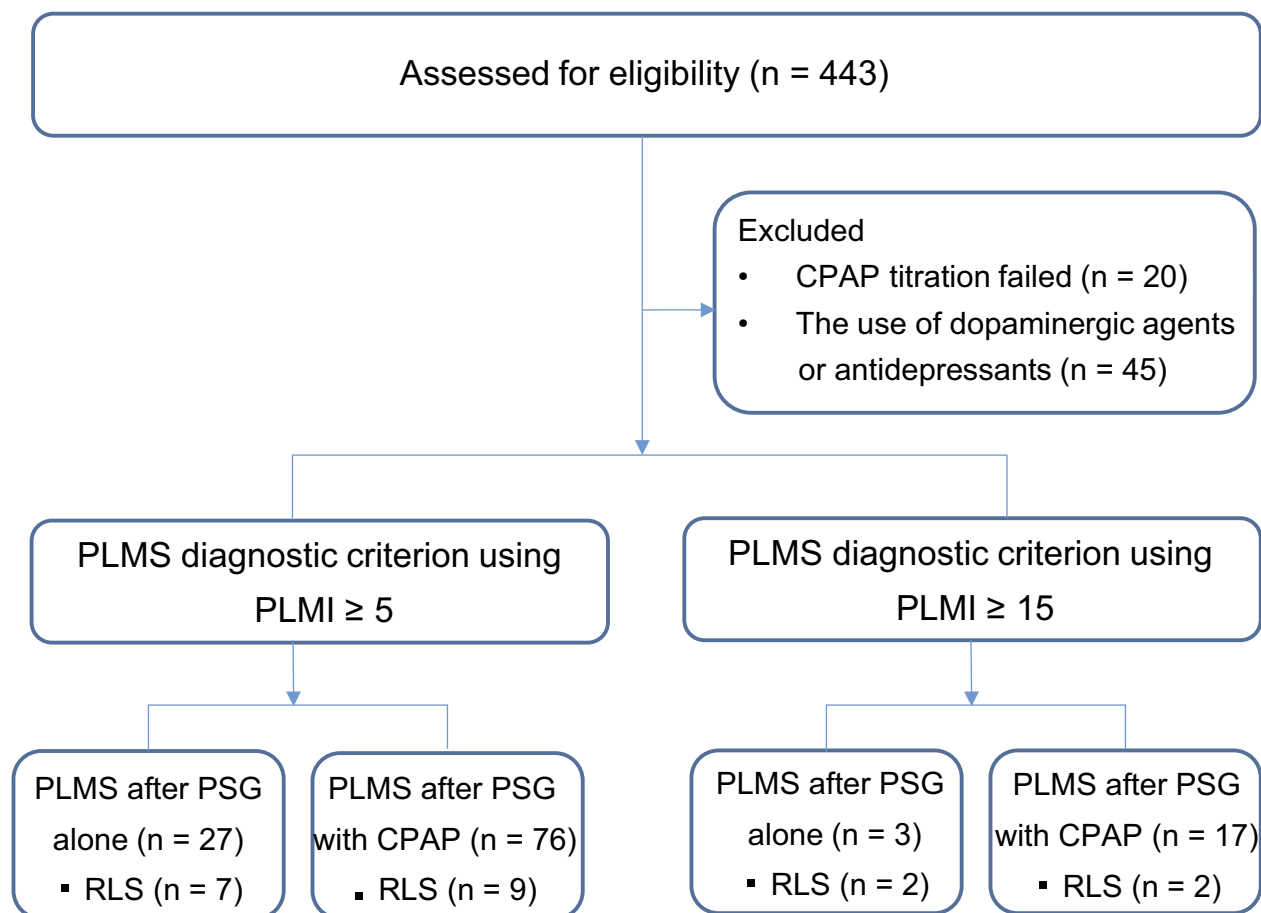 Assessed for eligibility (n = 443)
Excluded
• CPAP titration failed (n = 20)
• The use of dopaminergic agents
or antidepressants (n = 45)
PLMS diagnostic criterion using
PLMI ≥ 5
PLMS diagnostic criterion using
PLMI ≥ 15
PLMS after PSG
alone (n = 27)
▪ RLS (n = 7)
PLMS after PSG
with CPAP (n = 76)
▪ RLS (n = 9)
PLMS after PSG
alone (n = 3)
▪ RLS (n = 2)
PLMS after PSG
with CPAP (n = 17)
▪ RLS (n = 2)